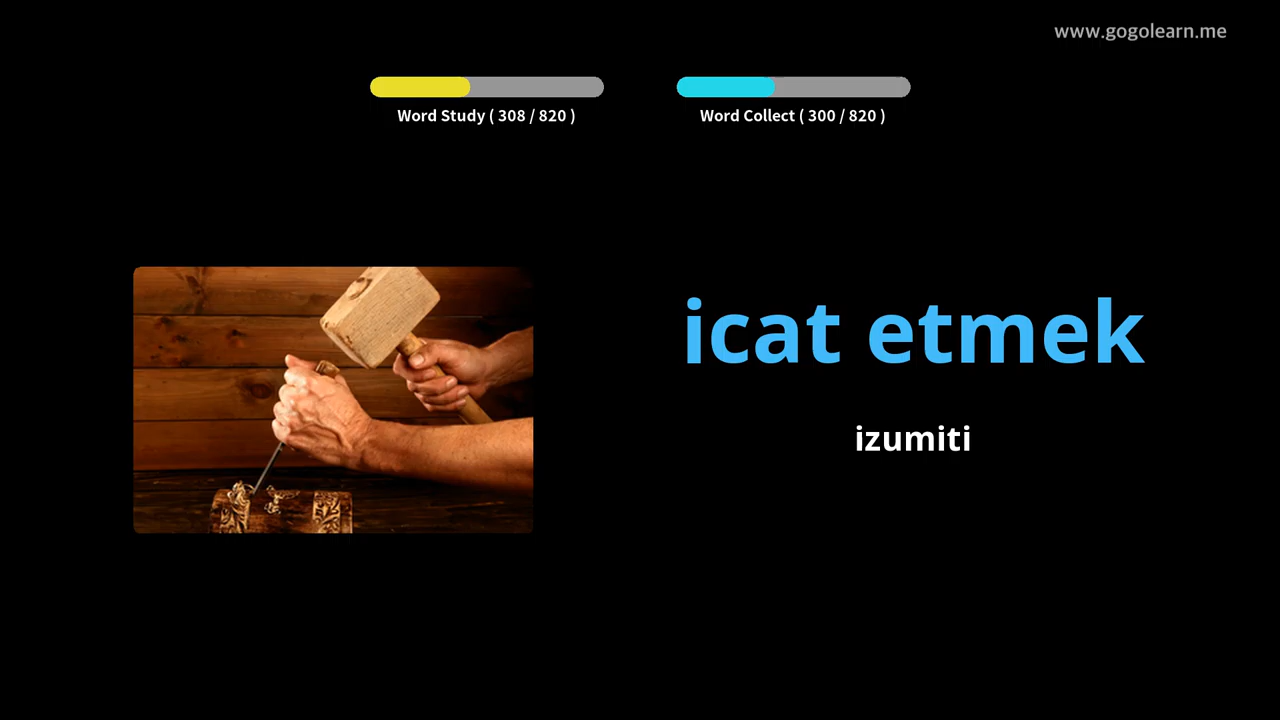 www.gogolearn.me
Word Study ( 308 / 820 )
Word Collect ( 300 / 820 )
icat etmek
izumiti